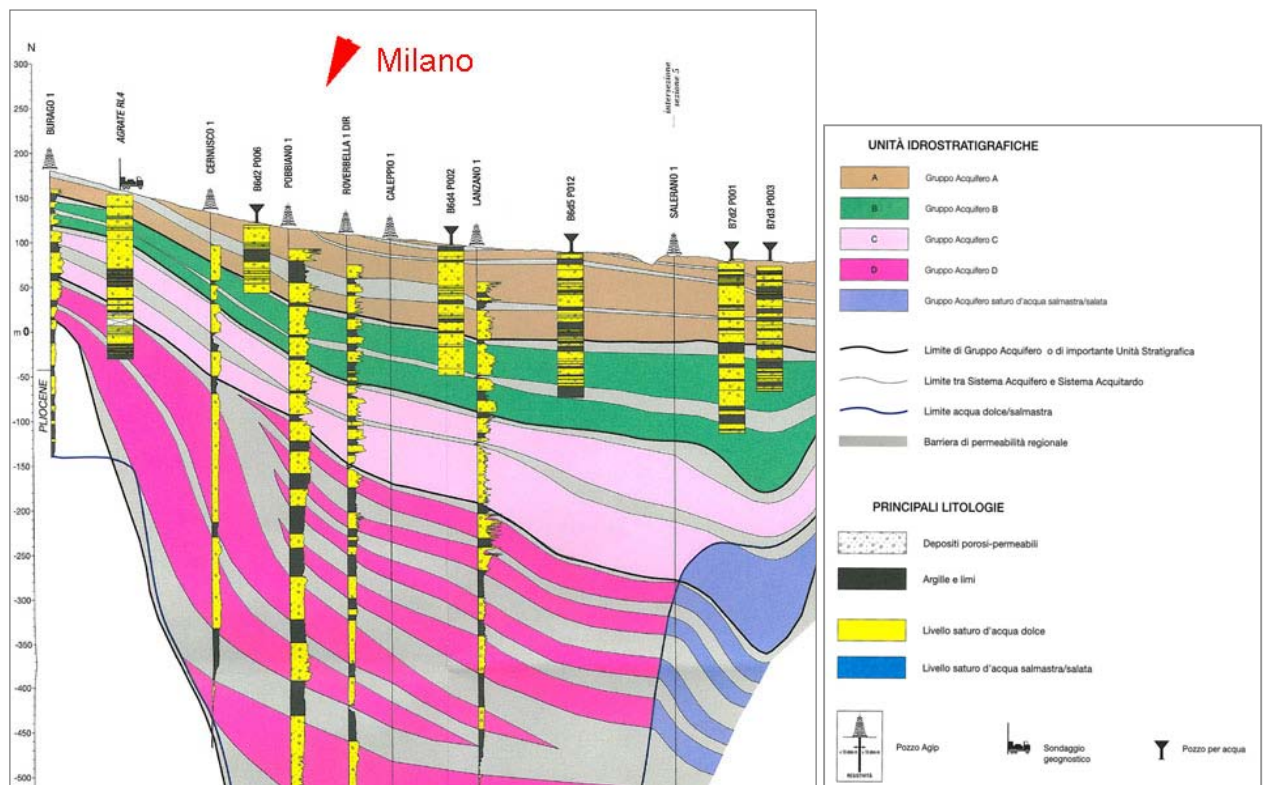 N
Milano
300
250
200
150
100
50
m 0
-50
-100
-150
-200
-250
-300
-350
-400
-450
-500
PLIOCENE
BURAGO 1
AGRATE RL4
CERNUSCO 1
B6d2 P006
POBBIANO 1
ROVERBELLA 1 DIR
CALEPPIO 1
B6d4 P002
LANZANO 1
B6d5 P012
intersezione
sezione 5
SALERANO 1
B7d2 P001
B7d3 P003
UNITÀ IDROSTRATIGRAFICHE
A Gruppo Acquifero A
B Gruppo Acquifero B
C Gruppo Acquifero C
D Gruppo Acquifero D
Gruppo Acquifero saturo d'acqua salmastra/salata
Limite di Gruppo Acquifero o di importante Unità Stratigrafica
Limite tra Sistema Acquifero e Sistema Acquitardo
Limite acqua dolce/salmastra
Barriera di permeabilità regionale
PRINCIPALI LITOLOGIE
Depositi porosi-permeabili
Argille e limi
Livello saturo d'acqua dolce
Livello saturo d'acqua salmastra/salata
Pozzo Agip
RESISTIVITÀ
Sondaggio
geognostico
Pozzo per acqua